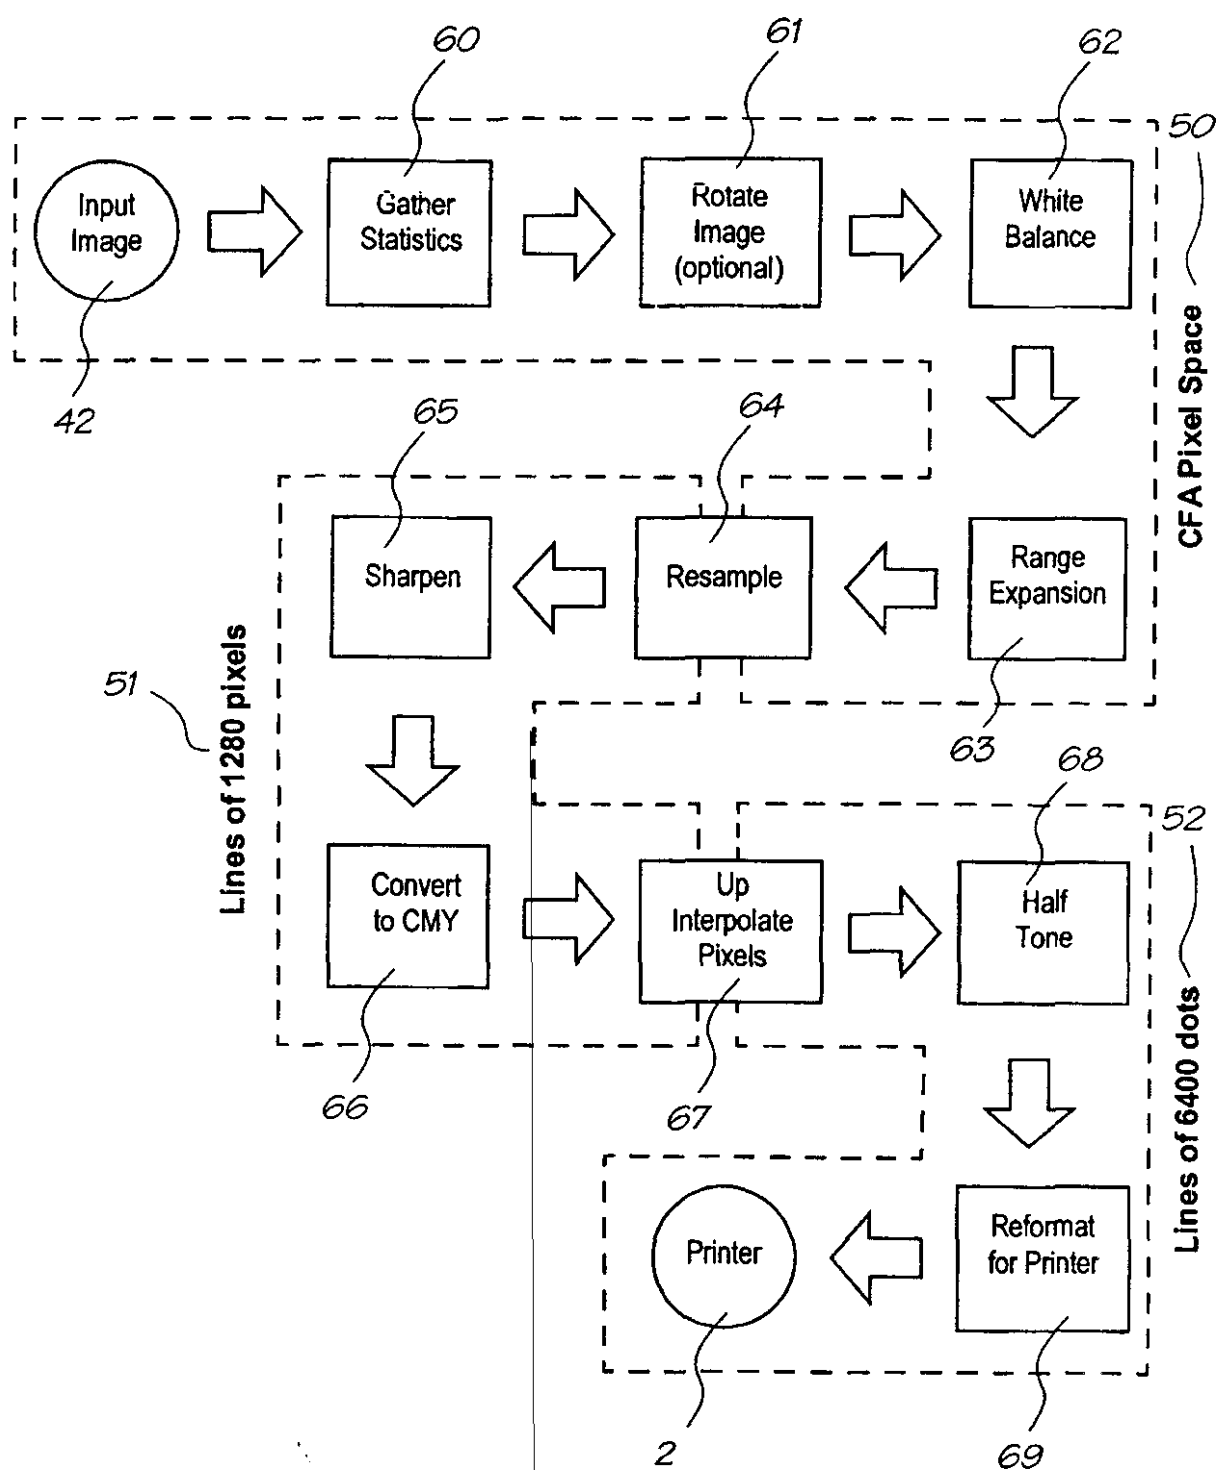 60
61
62
50
Input
Image
Gather
Statistics
Rotate
Image
(optional)
White
Balance
42
65
64
CFA Pixel Space
Sharpen
Resample
Range
Expansion
51
Lines of 1280 pixels
63
68
52
Convert
to CMY
Up
Interpolate
Pixels
Half
Tone
66
67
Lines of 6400 dots
Printer
Reformat
for Printer
2
69